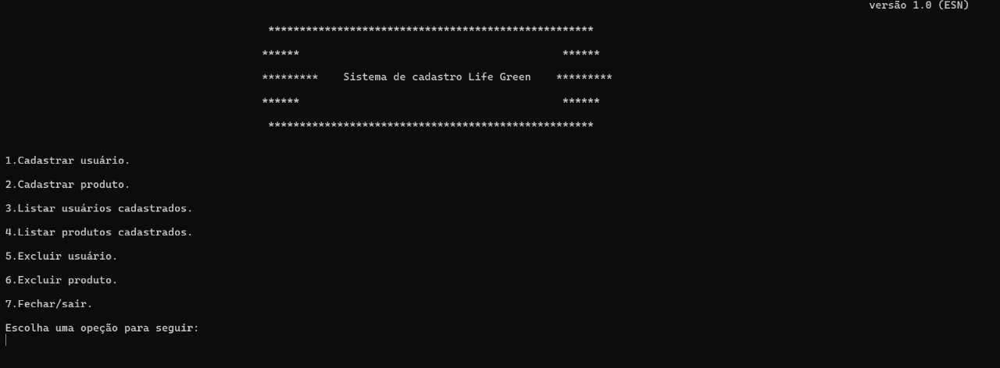 versão 1.0 (ESN)
****************************************************
****** ******
********* Sistema de cadastro Life Green *********
****** ******
****************************************************
1.Cadastrar usuário.
2.Cadastrar produto.
3.Listar usuários cadastrados.
4.Listar produtos cadastrados.
5.Excluir usuário.
6.Excluir produto.
7.Fechar/sair.
Escolha uma opeção para seguir: